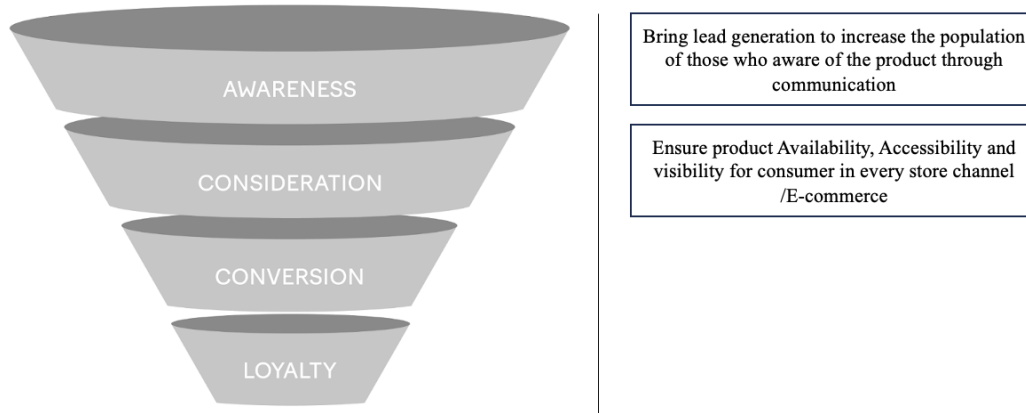 AWARENESS
CONSIDERATION
CONVERSION
LOYALTY
Bring lead generation to increase the population
of those who aware of the product through
communication
Ensure product Availability, Accessibility and
visibility for consumer in every store channel
/E-commerce